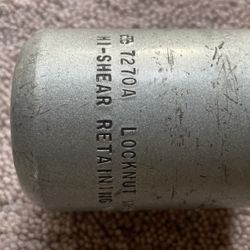 7270A LOCKNUT
HI-SHEAR RETAINING